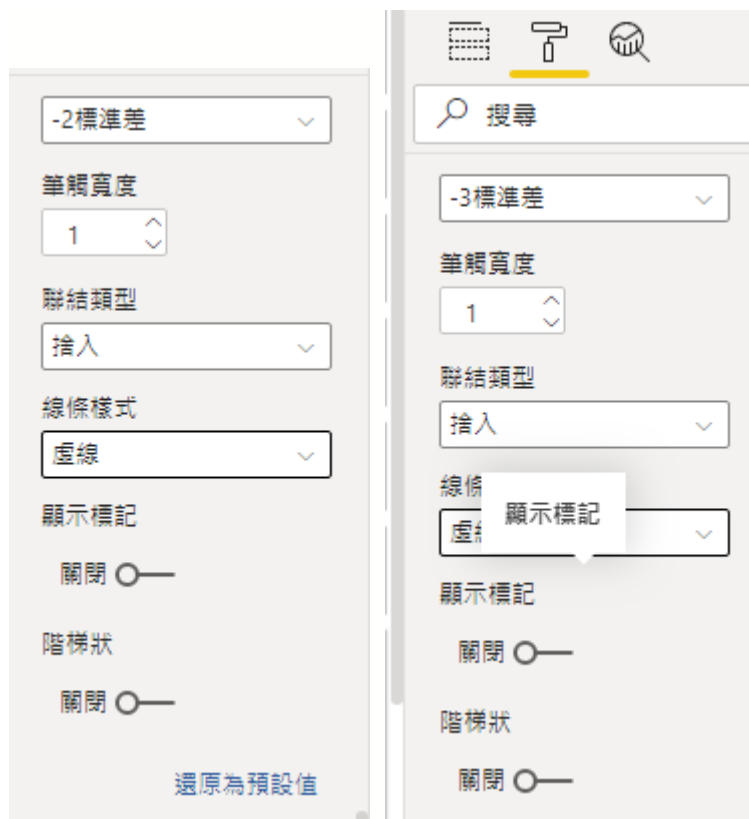 -2標準差
筆觸寬度
1
聯結類型
捨入
線條樣式
虛線
顯示標記
關閉
階梯狀
關閉
還原為預設值
搜尋
-3標準差
筆觸寬度
1
聯結類型
捨入
線條
虛線
顯示標記
顯示標記
關閉
階梯狀
關閉